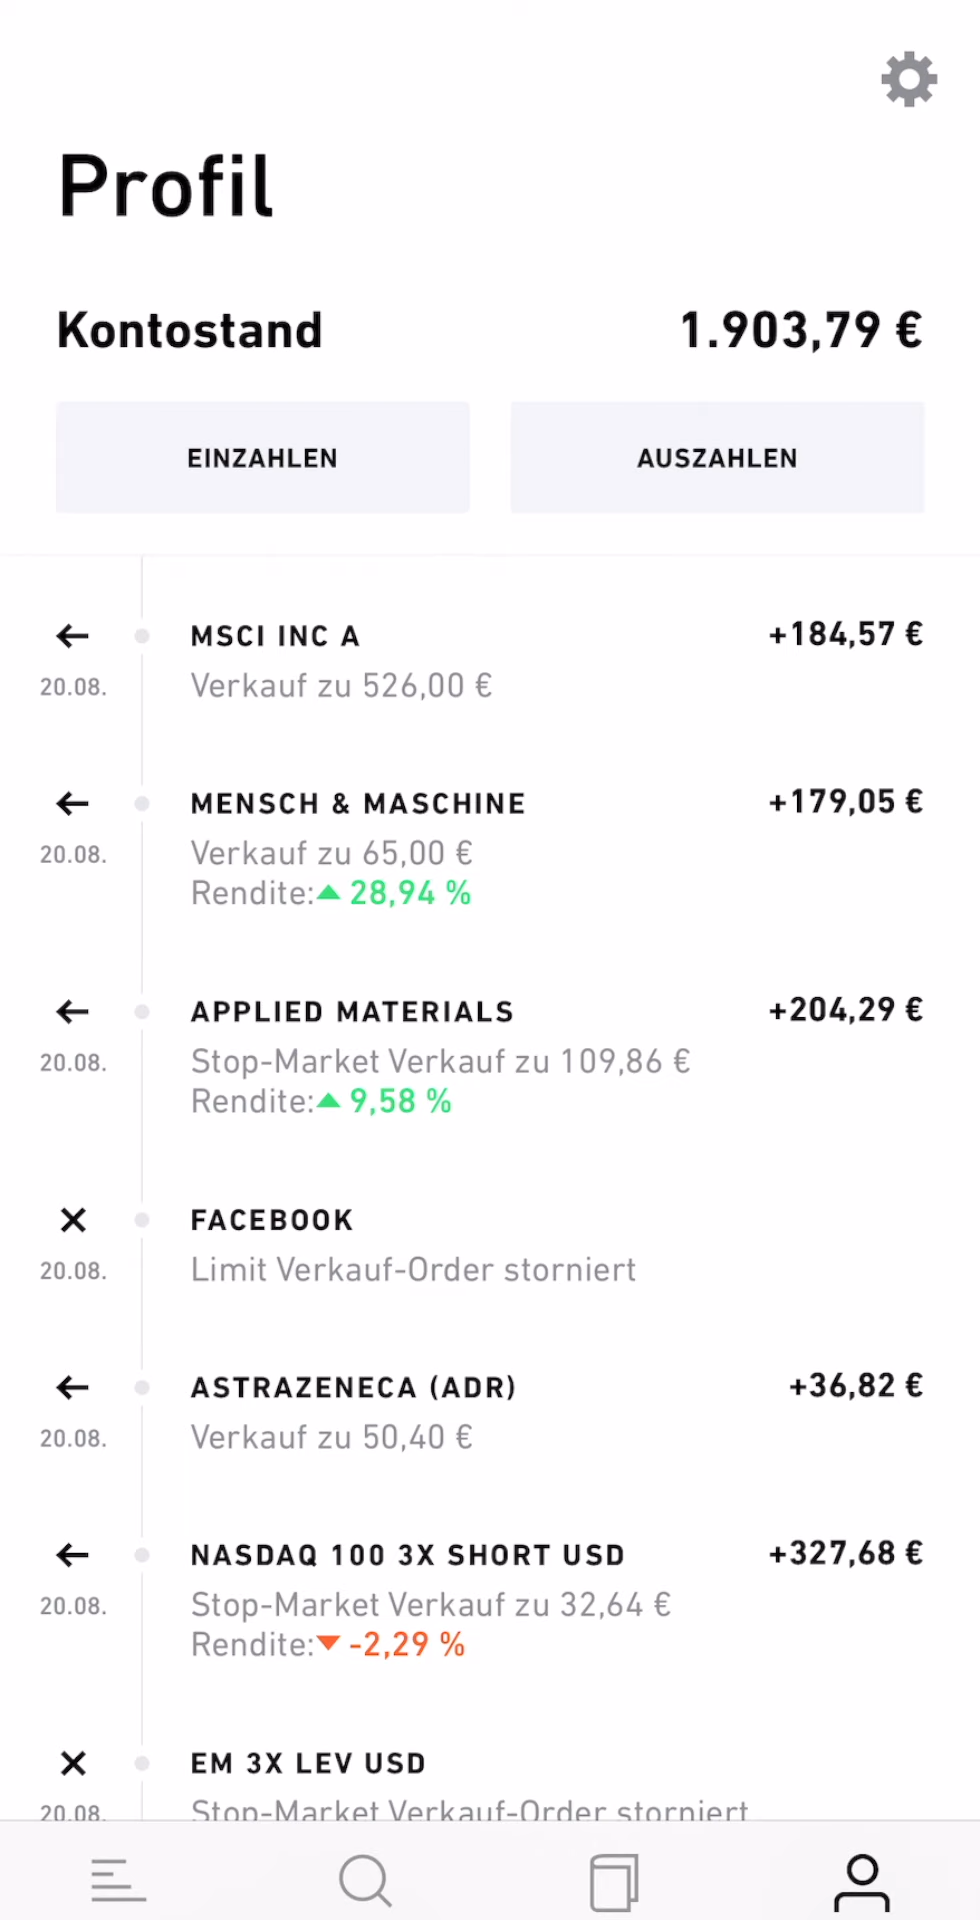 Profil
Kontostand 1.903,79 €
EINZAHLEN AUSZAHLEN
MSCI INC A +184,57 €
20.08. Verkauf zu 526,00 €
MENSCH & MASCHINE +179,05 €
20.08. Verkauf zu 65,00 €
Rendite: 28,94 %
APPLIED MATERIALS +204,29 €
20.08. Stop-Market Verkauf zu 109,86 €
Rendite: 9,58 %
FACEBOOK
20.08. Limit Verkauf-Order storniert
ASTRAZENECA (ADR) +36,82 €
20.08. Verkauf zu 50,40 €
NASDAQ 100 3X SHORT USD +327,68 €
20.08. Stop-Market Verkauf zu 32,64 €
Rendite: -2,29 %
EM 3X LEV USD
20.08. Stop-Market Verkauf-Order storniert